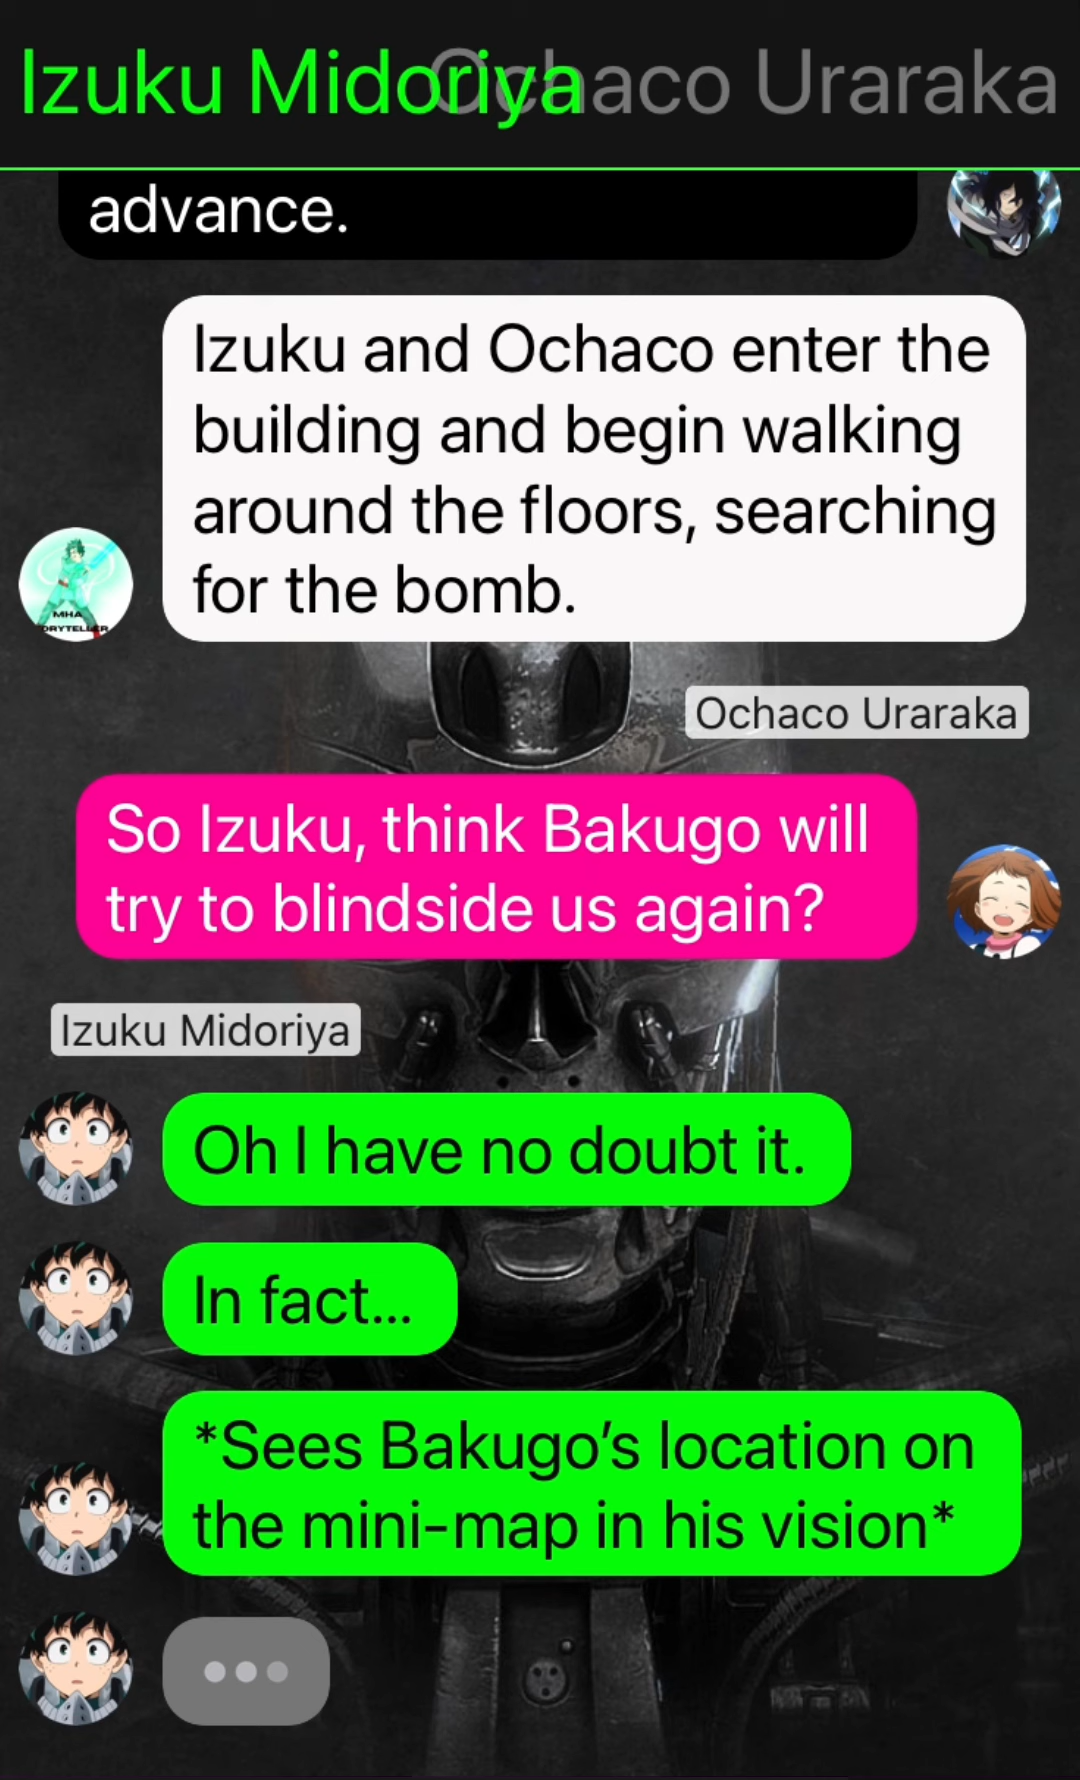 Izuku Midoriya
Ochaco Uraraka
advance.
Izuku and Ochaco enter the
building and begin walking
around the floors, searching
for the bomb.
MHA
ORYTELLER
Ochaco Uraraka
So Izuku, think Bakugo will
try to blindside us again?
Izuku Midoriya
Oh I have no doubt it.
In fact...
*Sees Bakugo’s location on
the mini-map in his vision*